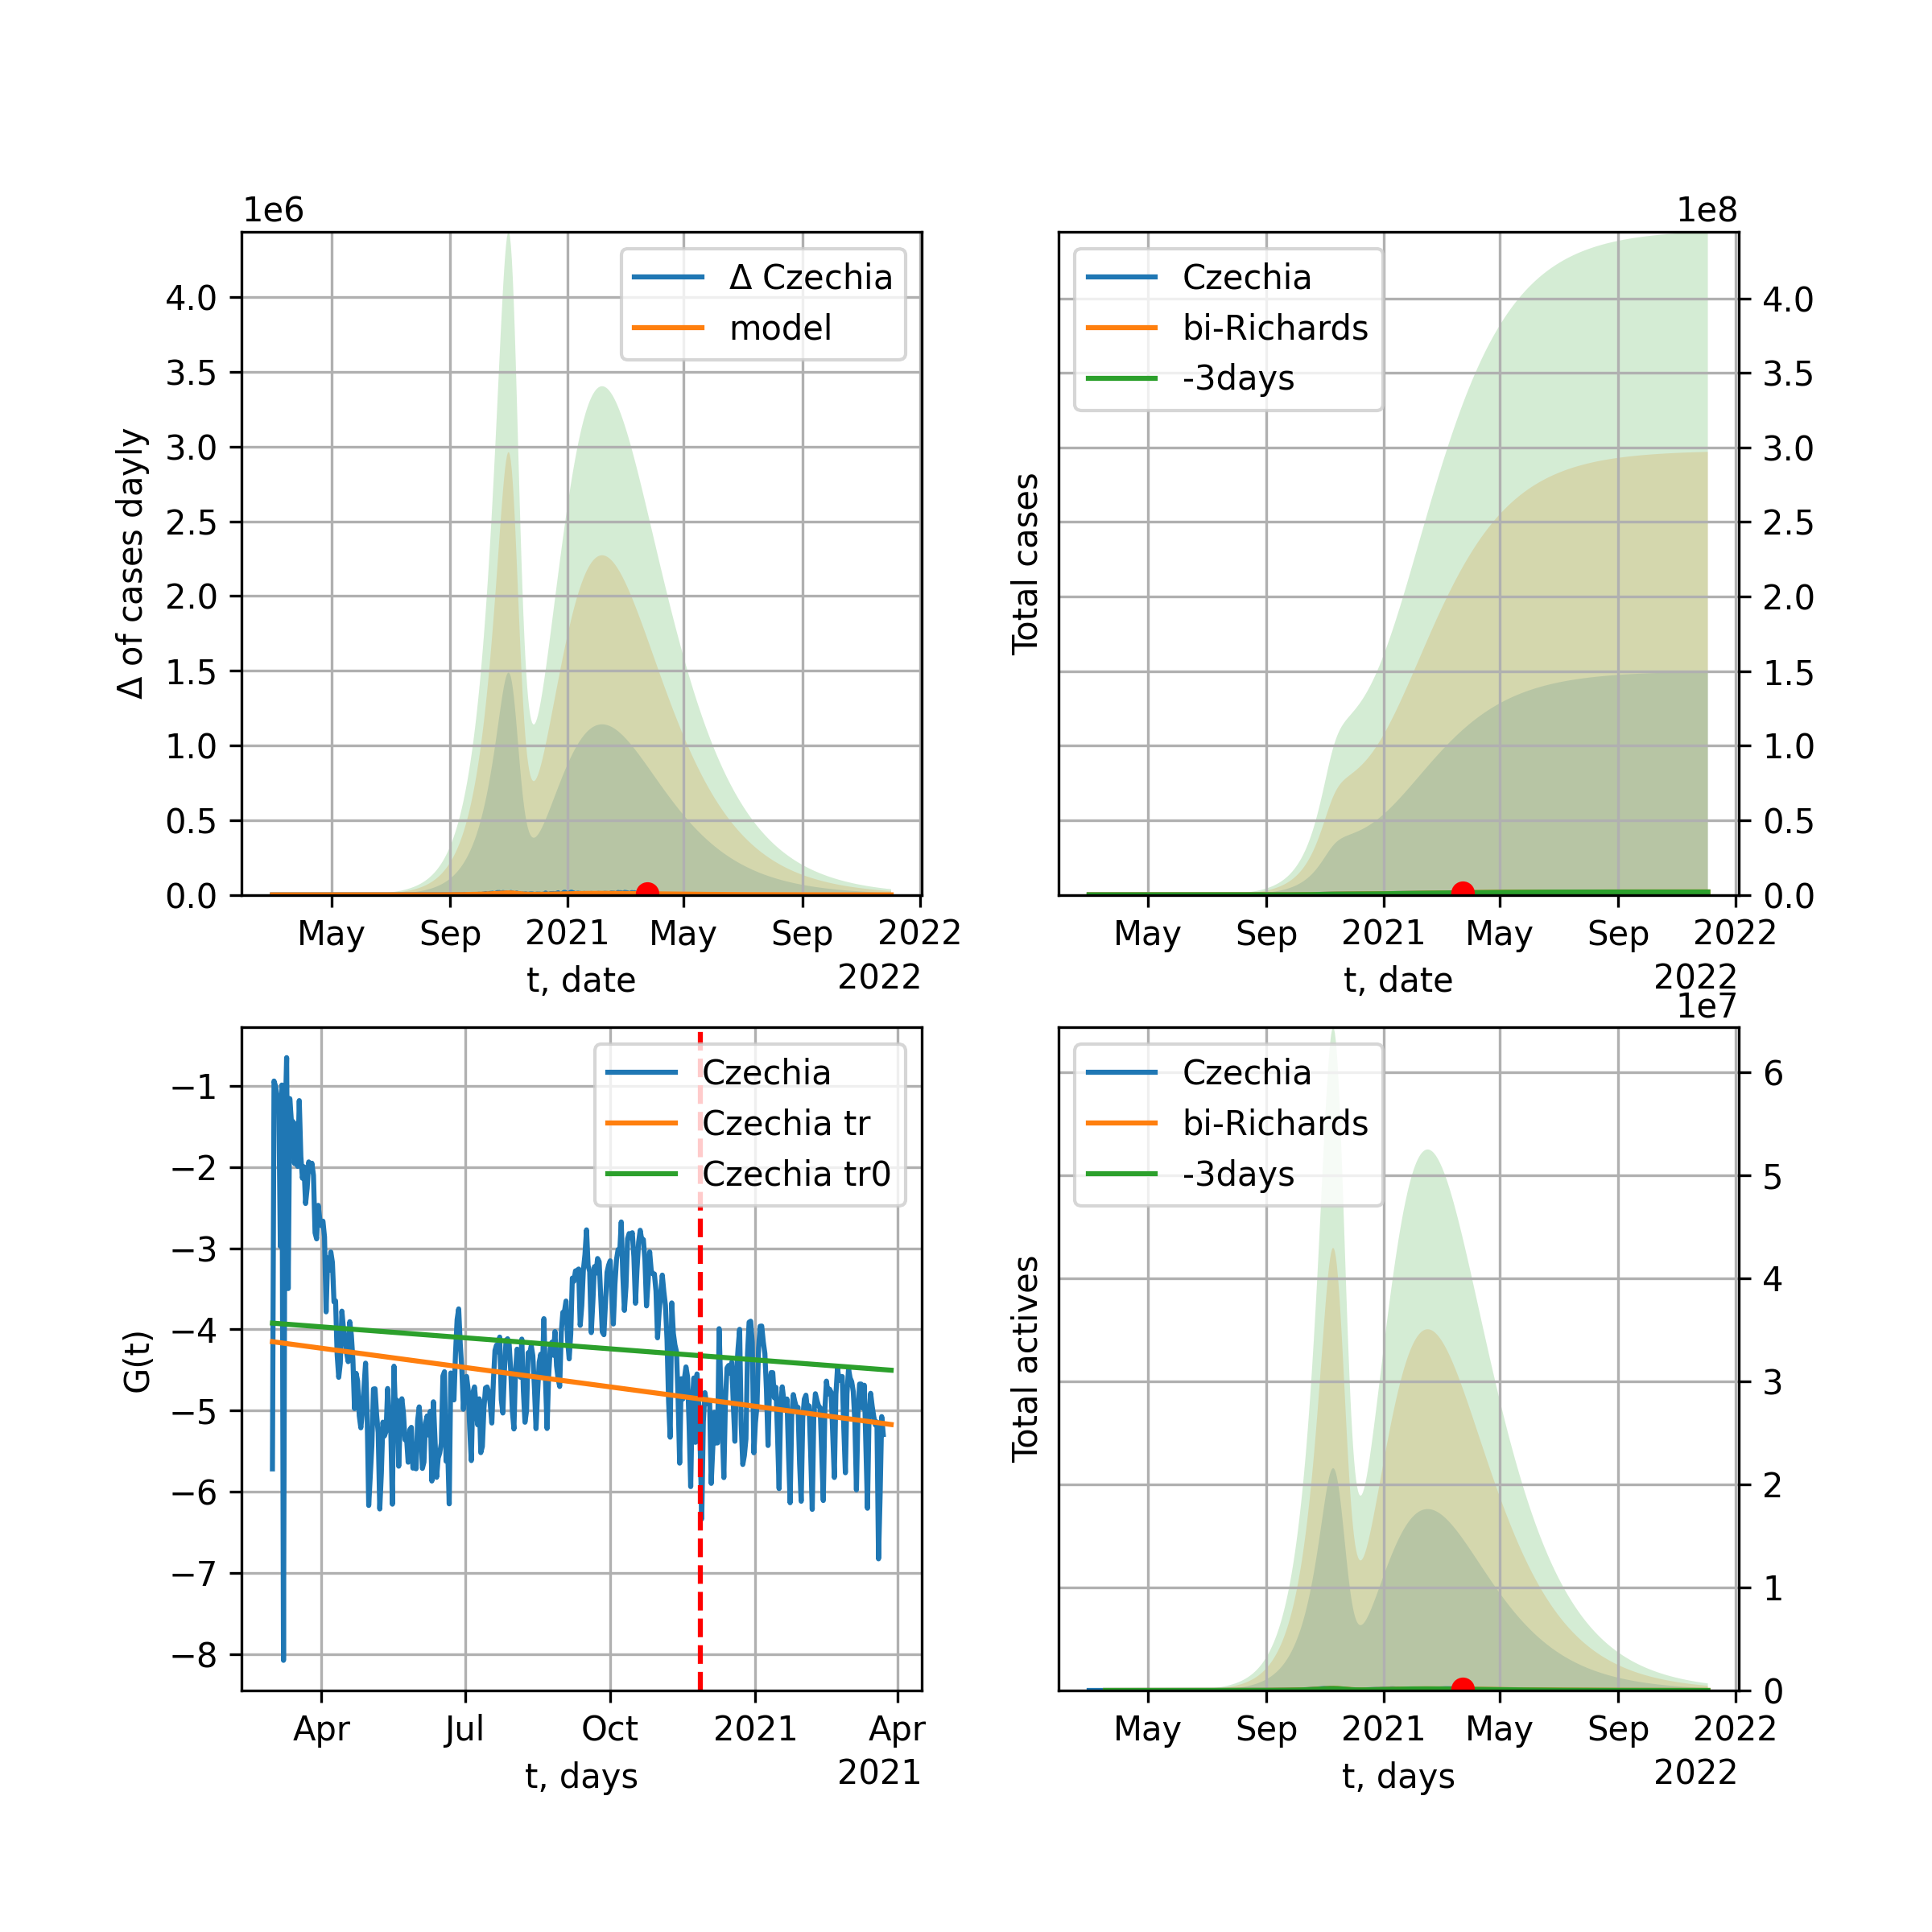 1e6
Δ of cases dayly
4.0
3.5
3.0
2.5
2.0
1.5
1.0
0.5
0.0
Δ Czechia
model
May Sep 2021 May Sep 2022
t, date
2022
1e8
Total cases
Czechia
bi-Richards
-3days
4.0
3.5
3.0
2.5
2.0
1.5
1.0
0.5
0.0
May Sep 2021 May Sep 2022
t, date
2022
G(t)
−1
−2
−3
−4
−5
−6
−7
−8
Czechia
Czechia tr
Czechia tr0
Apr Jul Oct 2021 Apr
t, days
2021
1e7
Total actives
Czechia
bi-Richards
-3days
6
5
4
3
2
1
0
May Sep 2021 May Sep 2022
t, days
2022